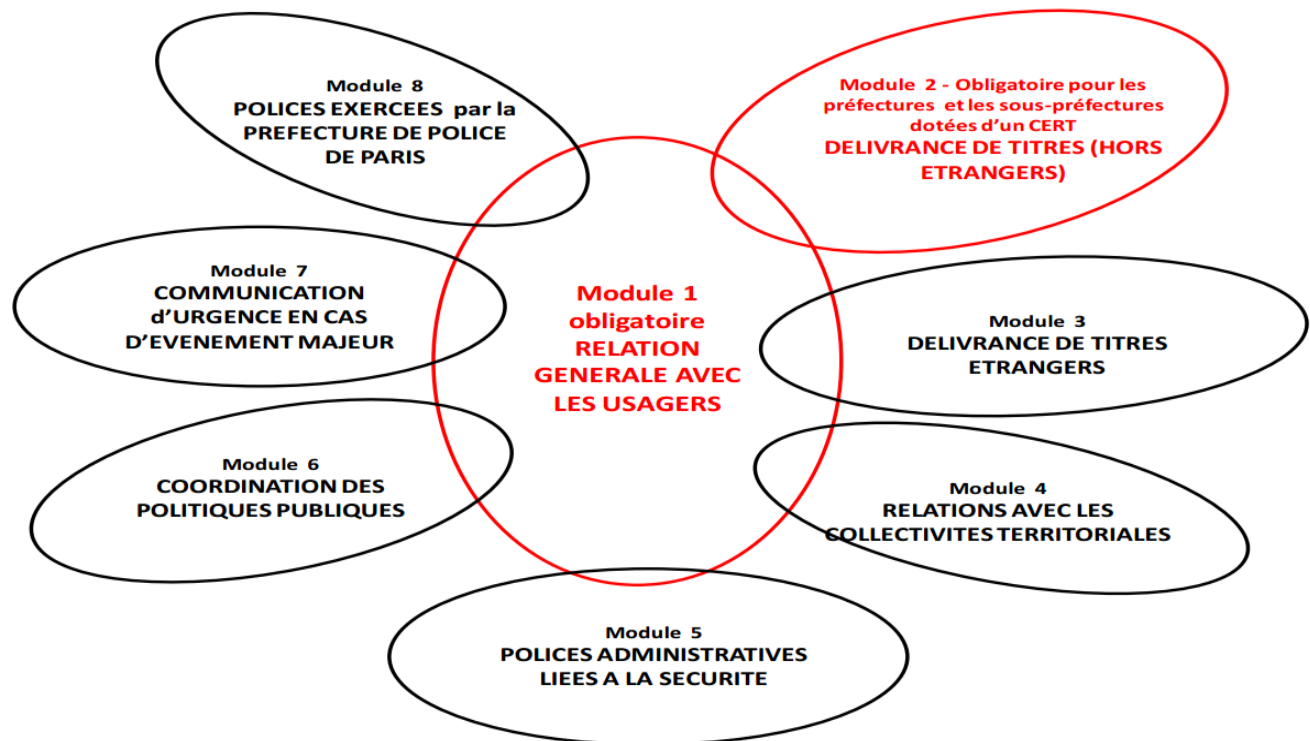 Module 8
POLICES EXERCEES par la
PREFECTURE DE POLICE
DE PARIS
Module 2 - Obligatoire pour les
préfectures et les sous-préfectures
dotées d'un CERT
DELIVRANCE DE TITRES (HORS
ETRANGERS)
Module 7
COMMUNICATION
d'URGENCE EN CAS
D'EVENEMENT MAJEUR
Module 1
obligatoire
RELATION
GENERALE AVEC
LES USAGERS
Module 3
DELIVRANCE DE TITRES
ETRANGERS
Module 6
COORDINATION DES
POLITIQUES PUBLIQUES
Module 4
RELATIONS AVEC LES
COLLECTIVITES TERRITORIALES
Module 5
POLICES ADMINISTRATIVES
LIEES A LA SECURITE